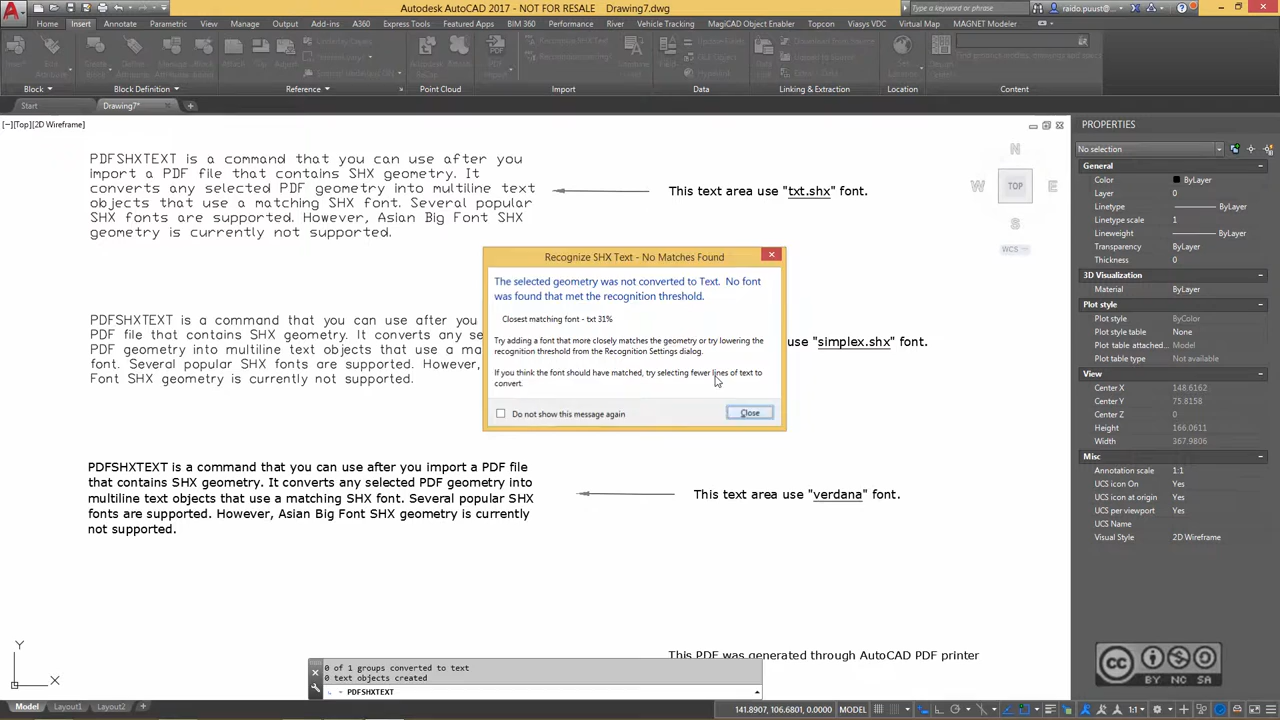 Autodesk AutoCAD 2017 - NOT FOR RESALE Drawing7.dwg
Type a keyword or phrase
raido.puust...
Home Insert Annotate Parametric View Manage Output Add-ins A360 Express Tools Featured Apps BIM 360 Performance River Vehicle Tracking MagiCAD Object Enabler Topcon Viasys VDC Virtual Map MAGNET Modeler
Block Block Definition Reference Point Cloud Import Data Linking & Extraction Location Content
Start Drawing7*
[−][Top][2D Wireframe]
PDFSHXTEXT is a command that you can use after you
import a PDF file that contains SHX geometry. It
converts any selected PDF geometry into multiline text
objects that use a matching SHX font. Several popular
SHX fonts are supported. However, Asian Big Font SHX
geometry is currently not supported.
This text area use "txt.shx" font.
N
W TOP E
S
WCS
PDFSHXTEXT is a command that you can use after you
PDF file that contains SHX geometry. It converts any se
PDF geometry into multiline text objects that use a ma
font. Several popular SHX fonts are supported. However,
Font SHX geometry is currently not supported.
use "simplex.shx" font.
Recognize SHX Text - No Matches Found
The selected geometry was not converted to Text. No font
was found that met the recognition threshold.
Closest matching font - txt 31%
Try adding a font that more closely matches the geometry or try lowering the
recognition threshold from the Recognition Settings dialog.
If you think the font should have matched, try selecting fewer lines of text to
convert.
Do not show this message again
Close
PDFSHXTEXT is a command that you can use after you import a PDF file
that contains SHX geometry. It converts any selected PDF geometry into
multiline text objects that use a matching SHX font. Several popular SHX
fonts are supported. However, Asian Big Font SHX geometry is currently
not supported.
This text area use "verdana" font.
This PDF was generated through AutoCAD PDF printer
PROPERTIES
No selection
General
Color ByLayer
Layer 0
Linetype ByLayer
Linetype scale 1
Lineweight ByLayer
Transparency ByLayer
Thickness 0
3D Visualization
Material ByLayer
Plot style
Plot style ByColor
Plot style table None
Plot table attached... Model
Plot table type Not available
View
Center X 148.6162
Center Y 75.8158
Center Z 0
Height 166.0611
Width 367.9806
Misc
Annotation scale 1:1
UCS icon On Yes
UCS icon at origin Yes
UCS per viewport Yes
UCS Name
Visual Style 2D Wireframe
Y
X
0 of 1 groups converted to text
0 text objects created
- PDFSHXTEXT
cc BY NC SA
Model Layout1 Layout2 +
141.8907, 106.6801, 0.0000 MODEL 1:1